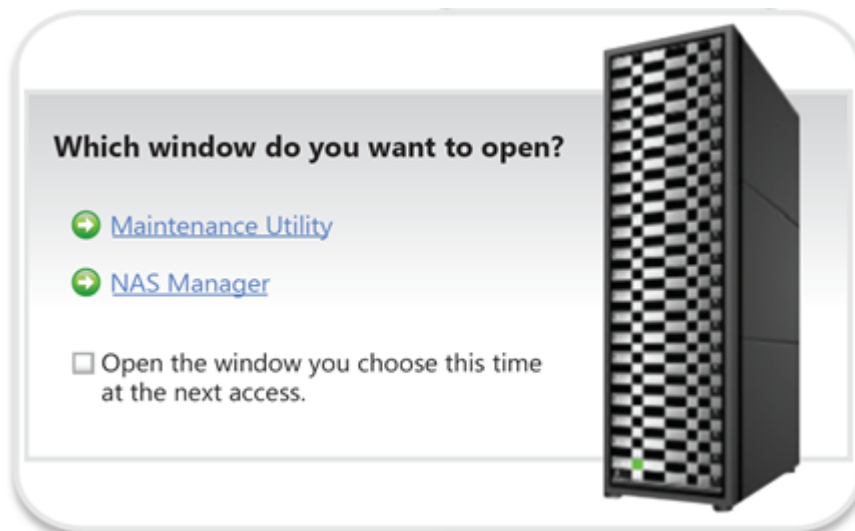 Which window do you want to open?
Maintenance Utility
NAS Manager
Open the window you choose this time
at the next access.